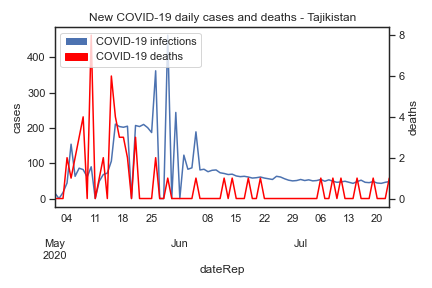 New COVID-19 daily cases and deaths - Tajikistan
COVID-19 infections
COVID-19 deaths
400
300
200
100
0
cases
8
6
4
2
0
deaths
04 11 18 25 08 15 22 29 06 13 20
May Jun Jul
2020
dateRep